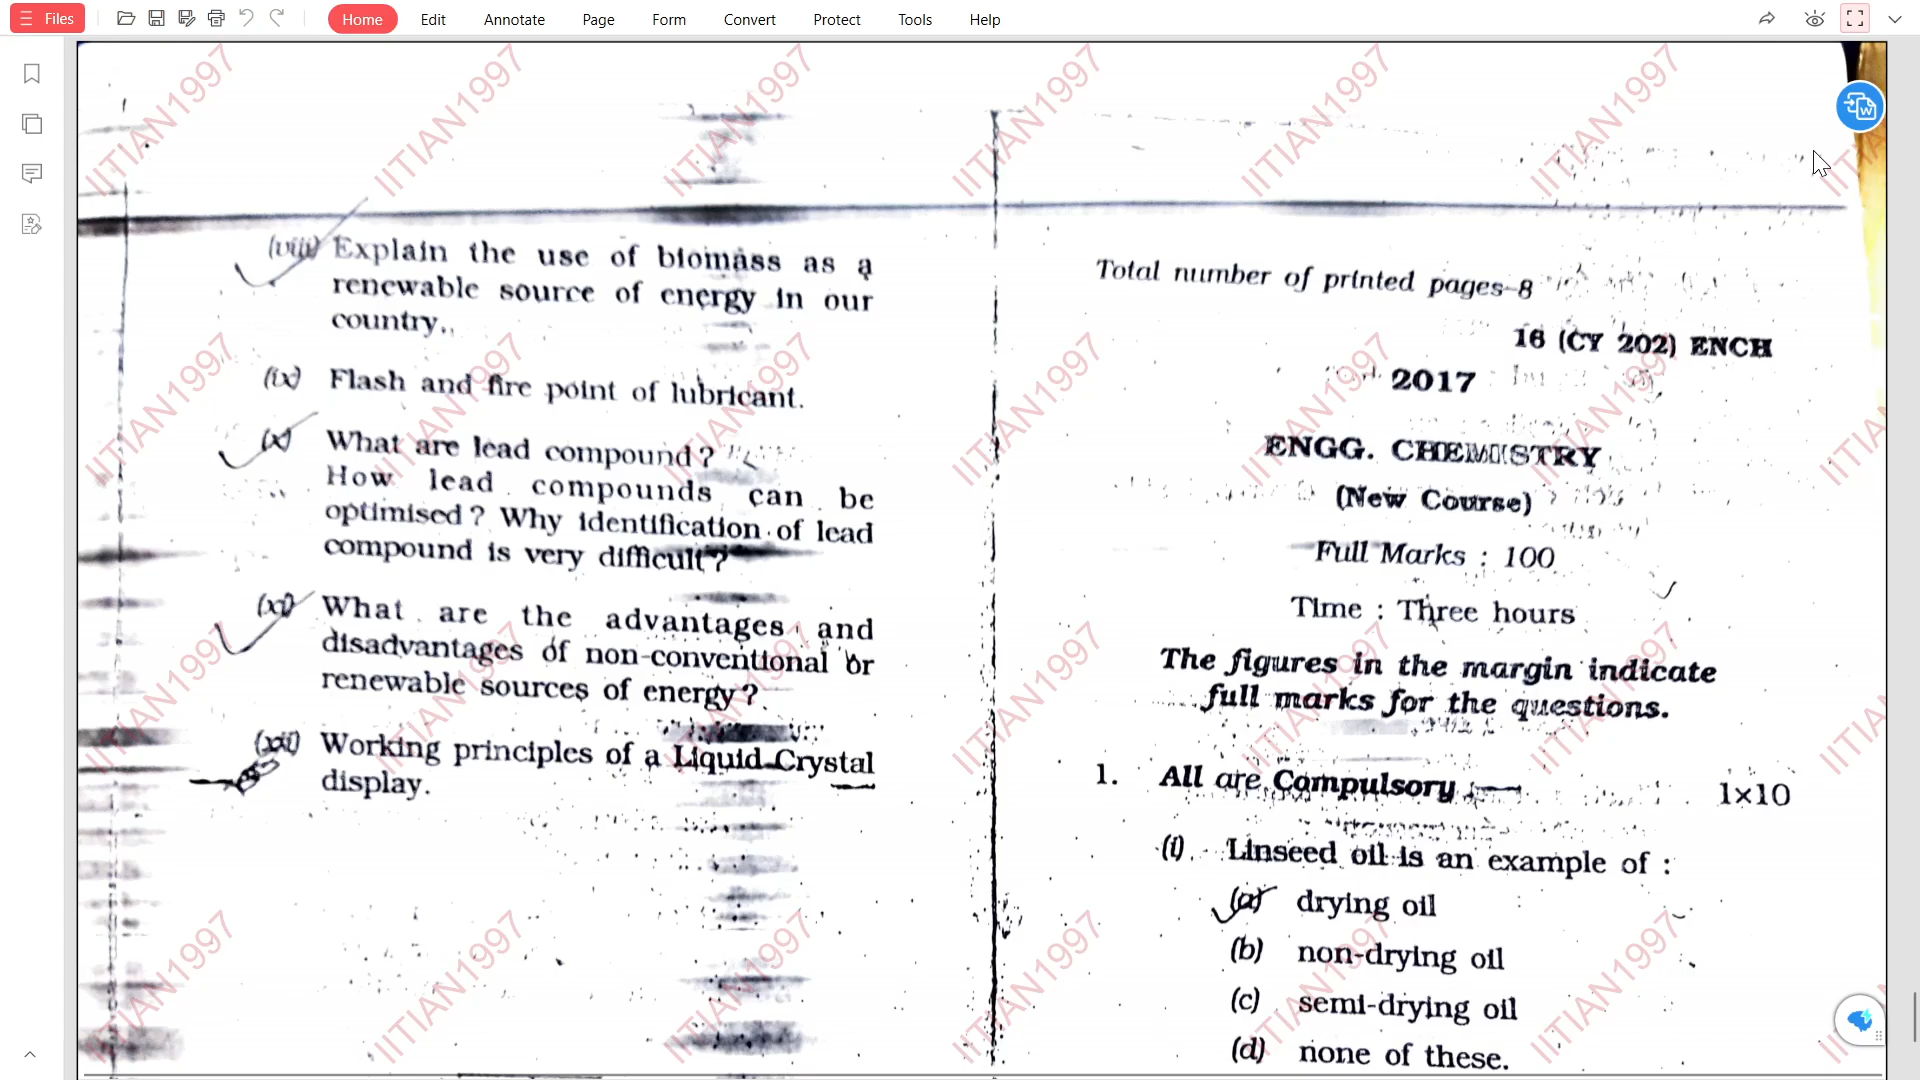 Files
Home
Edit
Annotate
Page
Form
Convert
Protect
Tools
Help
(viii) Explain the use of biomass as a
renewable source of energy in our
country.
(ix) Flash and fire point of lubricant.
(x) What are lead compound?
How lead compounds can be
optimised? Why identification of lead
compound is very difficult?
(xi) What are the advantages and
disadvantages of non-conventional or
renewable sources of energy?
(xii) Working principles of a Liquid Crystal
display.
Total number of printed pages-8
16 (CY 202) ENCH
2017
ENGG. CHEMISTRY
(New Course)
Full Marks : 100
Time : Three hours
The figures in the margin indicate
full marks for the questions.
1. All are Compulsory : 1×10
(i) Linseed oil is an example of :
(a) drying oil
(b) non-drying oil
(c) semi-drying oil
(d) none of these.
IITIAN1997